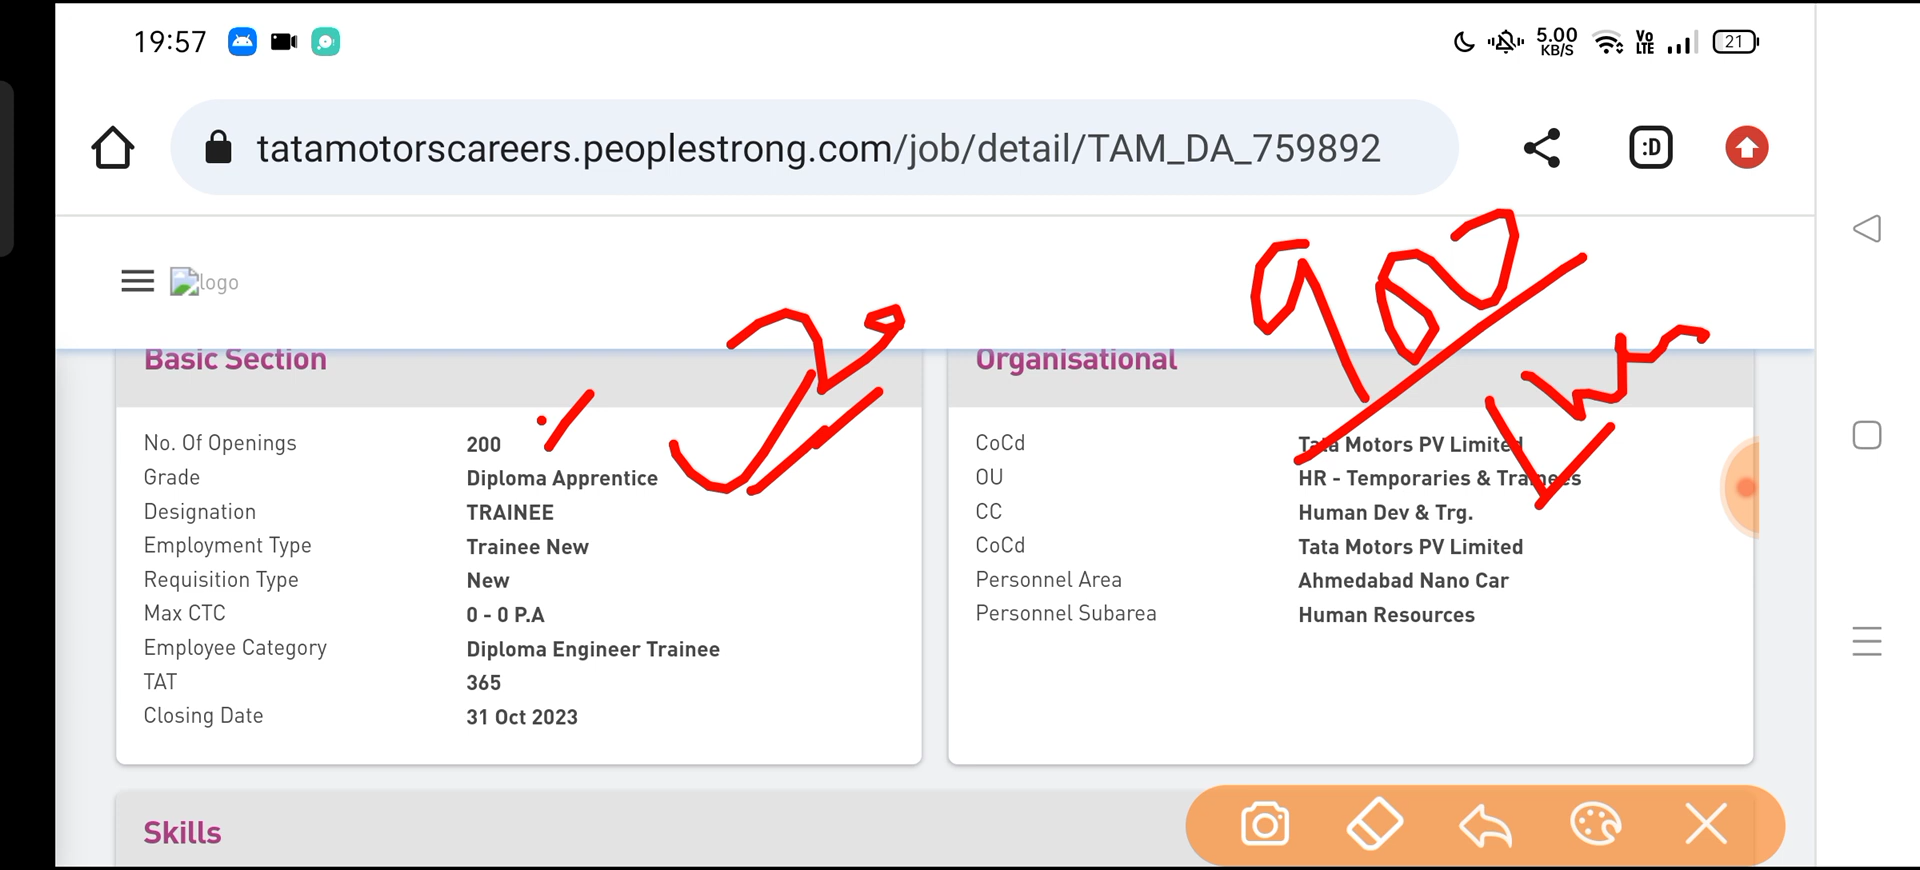 19:57
5.00 KB/S Vo LTE 21
tatamotorscareers.peoplestrong.com/job/detail/TAM_DA_759892 :D
logo
Basic Section
No. Of Openings 200
Grade Diploma Apprentice
Designation TRAINEE
Employment Type Trainee New
Requisition Type New
Max CTC 0 - 0 P.A
Employee Category Diploma Engineer Trainee
TAT 365
Closing Date 31 Oct 2023
Organisational
CoCd Tata Motors PV Limited
OU HR - Temporaries & Trainees
CC Human Dev & Trg.
CoCd Tata Motors PV Limited
Personnel Area Ahmedabad Nano Car
Personnel Subarea Human Resources
Skills